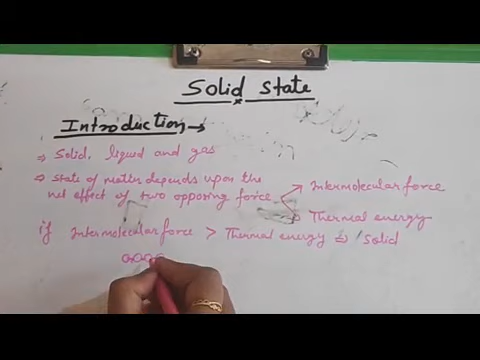 Solid State
Introduction →
⇒ Solid, liquid and gas
⇒ State of matter depends upon the
net effect of two opposing force
Intermolecular force
Thermal energy
if Intermolecular force > Thermal energy ⇒ Solid